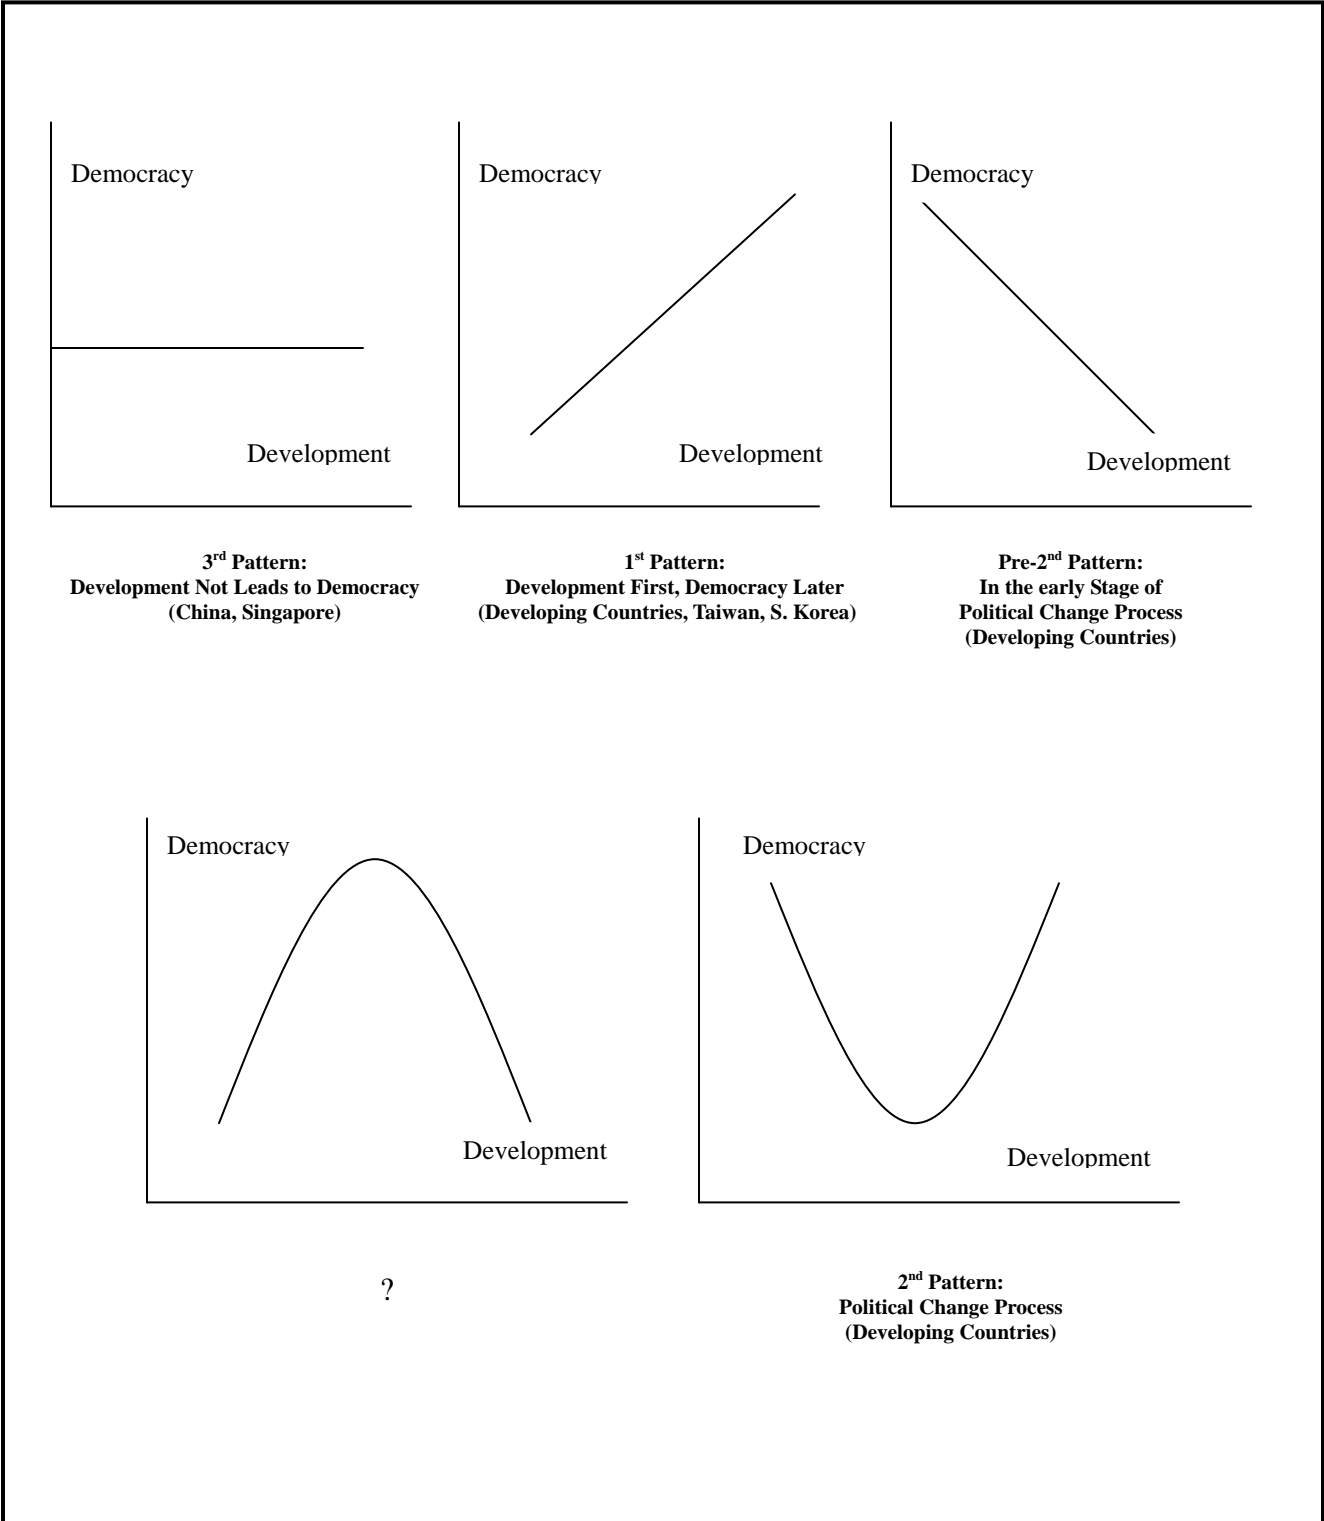 Democracy
Development
3rd Pattern:
Development Not Leads to Democracy
(China, Singapore)
Democracy
Development
1st Pattern:
Development First, Democracy Later
(Developing Countries, Taiwan, S. Korea)
Democracy
Development
Pre-2nd Pattern:
In the early Stage of
Political Change Process
(Developing Countries)
Democracy
Development
?
Democracy
Development
2nd Pattern:
Political Change Process
(Developing Countries)